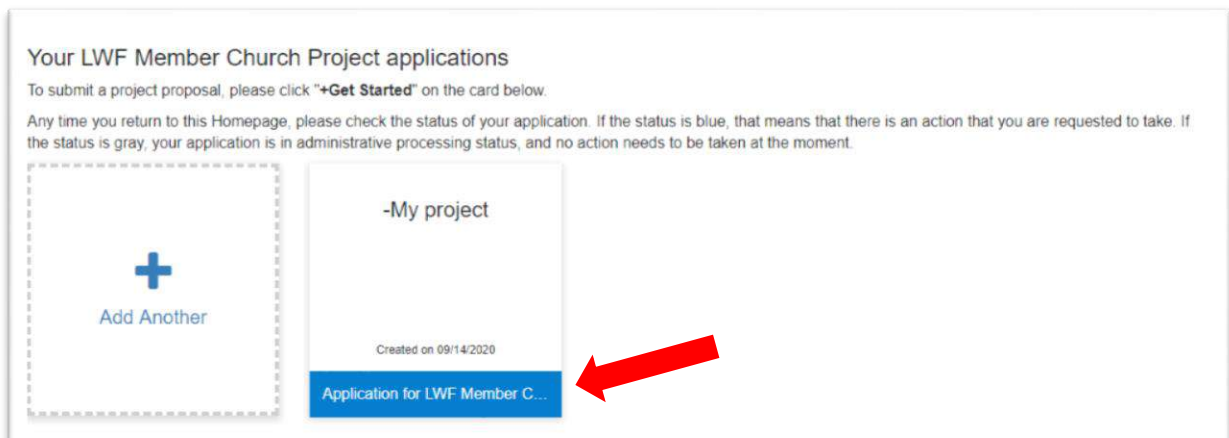 Your LWF Member Church Project applications
To submit a project proposal, please click "+Get Started" on the card below.
Any time you return to this Homepage, please check the status of your application. If the status is blue, that means that there is an action that you are requested to take. If
the status is gray, your application is in administrative processing status, and no action needs to be taken at the moment.
Add Another
-My project
Created on 09/14/2020
Application for LWF Member C...